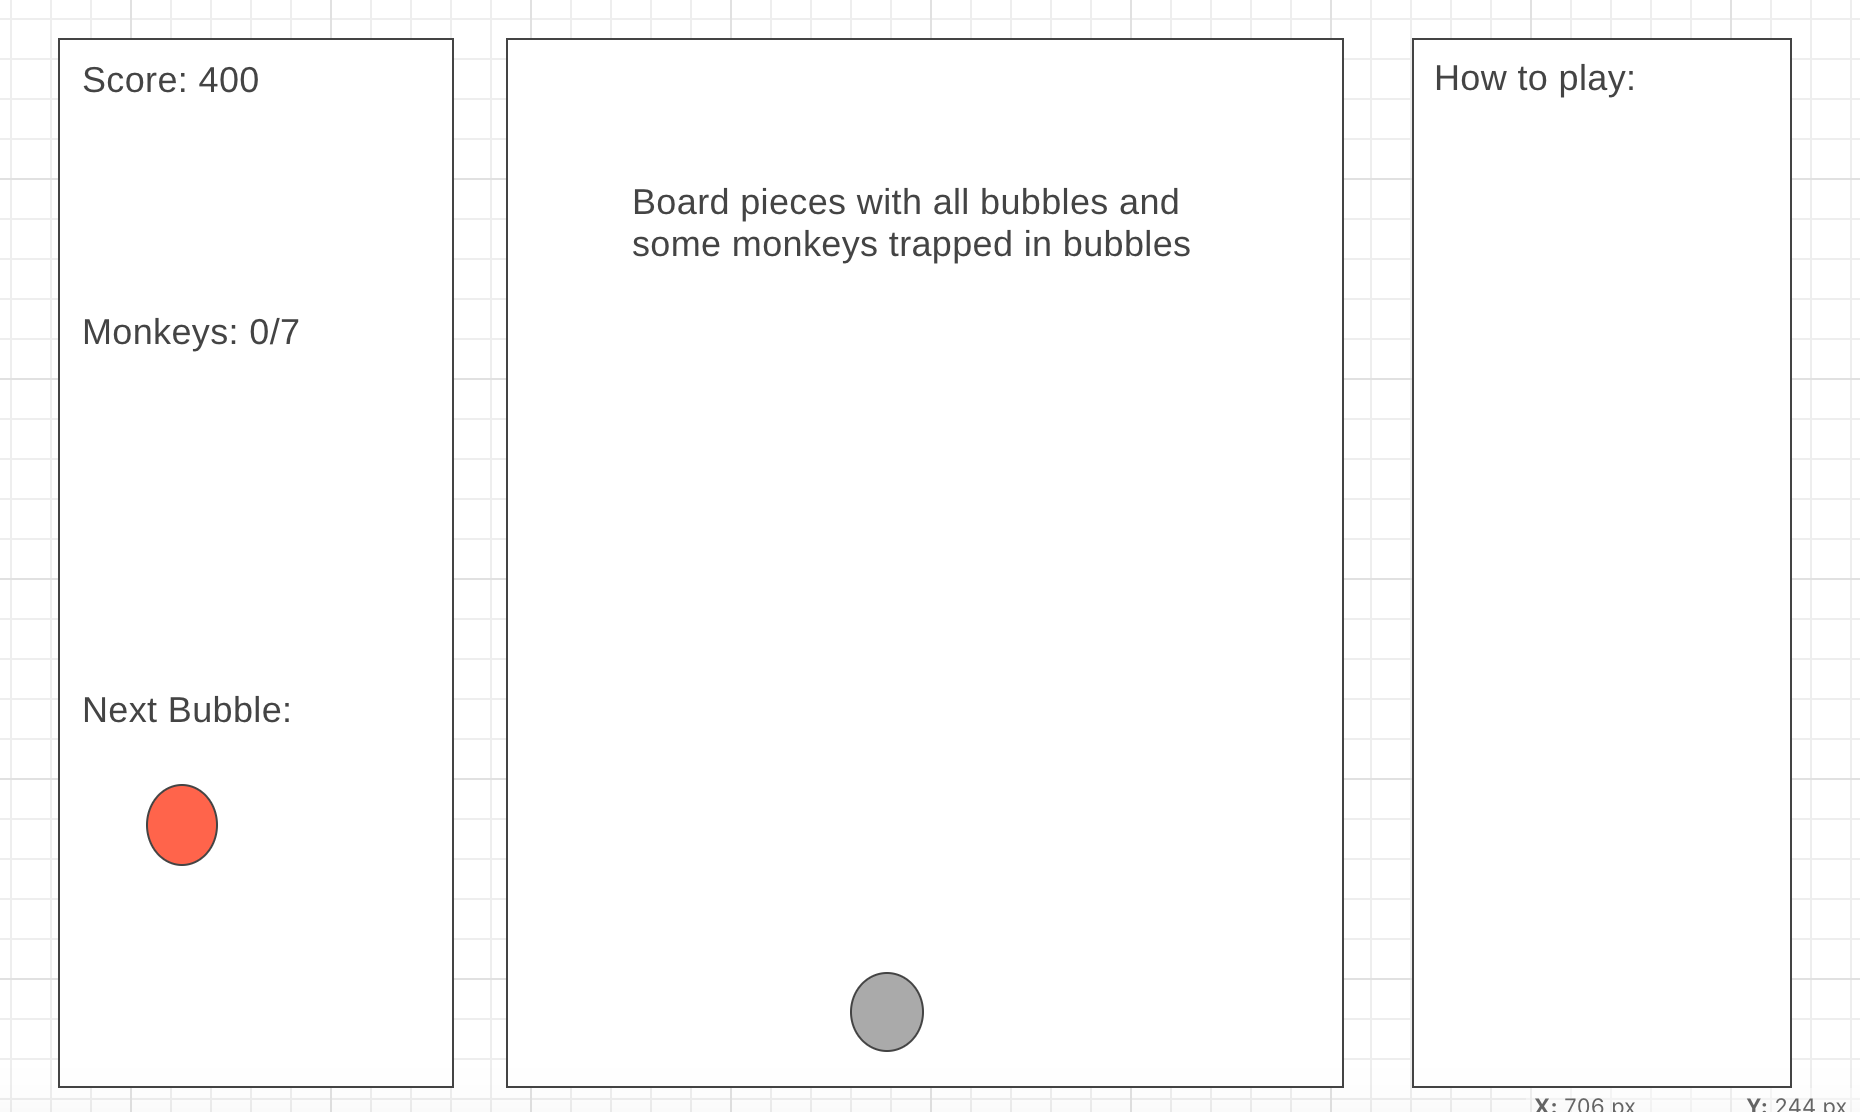 Score: 400
Monkeys: 0/7
Next Bubble:
Board pieces with all bubbles and
some monkeys trapped in bubbles
How to play:
X: 706 px
Y: 244 px